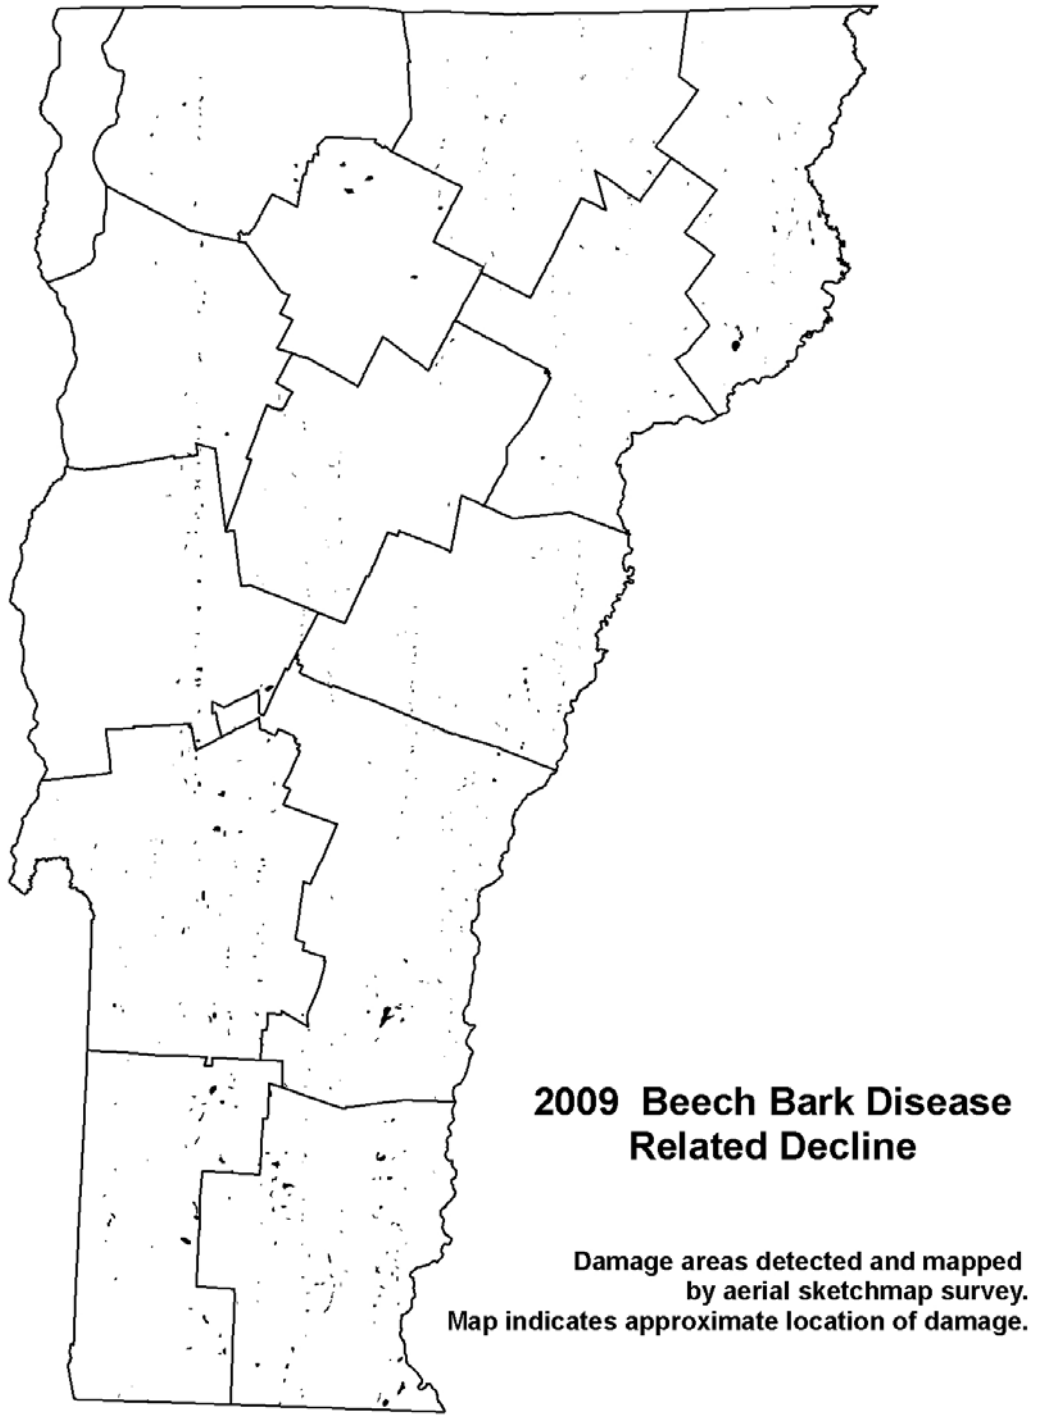 2009 Beech Bark Disease
Related Decline
Damage areas detected and mapped
by aerial sketchmap survey.
Map indicates approximate location of damage.